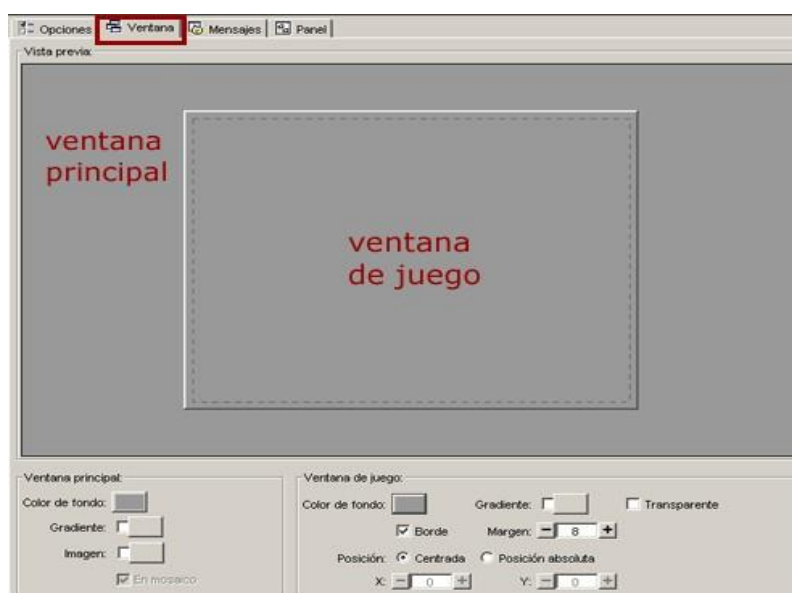 Opciones Ventana Mensajes Panel
Vista previa:
ventana
principal
ventana
de juego
Ventana principal:
Color de fondo:
Gradiente:
Imagen:
En mosaico
Ventana de juego:
Color de fondo: Gradiente: Transparente
Borde Margen: 8
Posición: Centrada Posición absoluta
X: 0 Y: 0